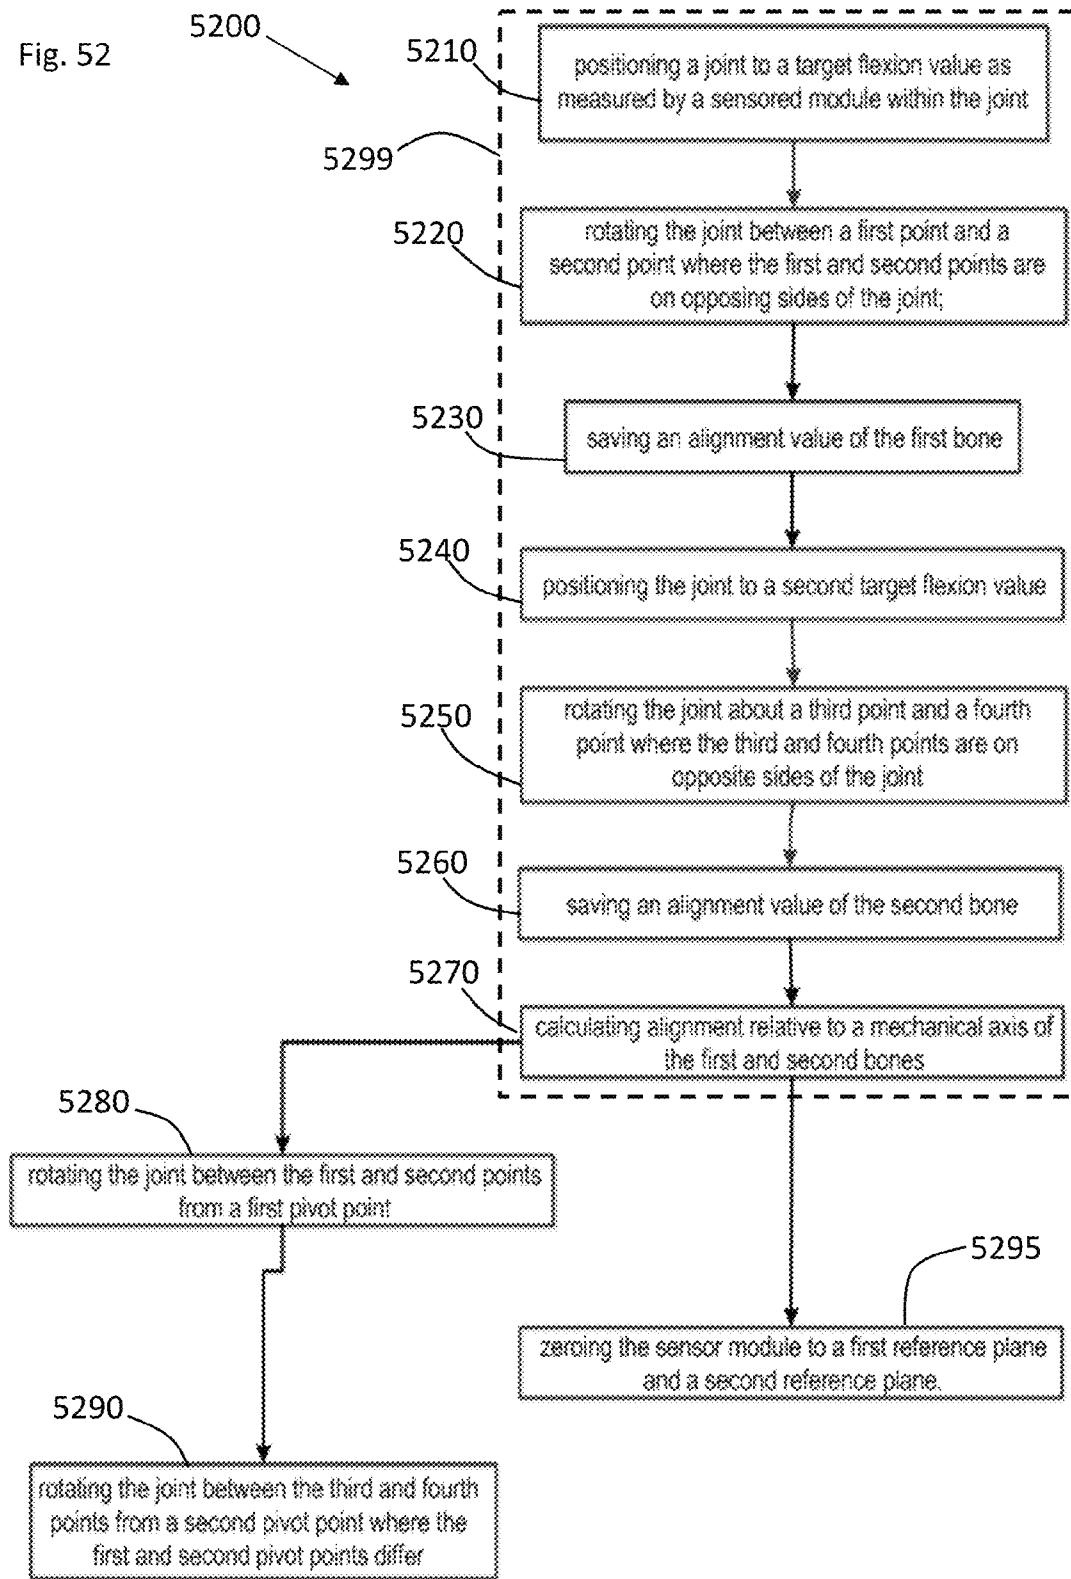 Fig. 52
5200
5210
positioning a joint to a target flexion value as
measured by a sensored module within the joint
5299
5220
rotating the joint between a first point and a
second point where the first and second points are
on opposing sides of the joint;
5230
saving an alignment value of the first bone
5240
positioning the joint to a second target flexion value
5250
rotating the joint about a third point and a fourth
point where the third and fourth points are on
opposite sides of the joint
5260
saving an alignment value of the second bone
5270
calculating alignment relative to a mechanical axis of
the first and second bones
5280
rotating the joint between the first and second points
from a first pivot point
5295
zeroing the sensor module to a first reference plane
and a second reference plane.
5290
rotating the joint between the third and fourth
points from a second pivot point where the
first and second pivot points differ